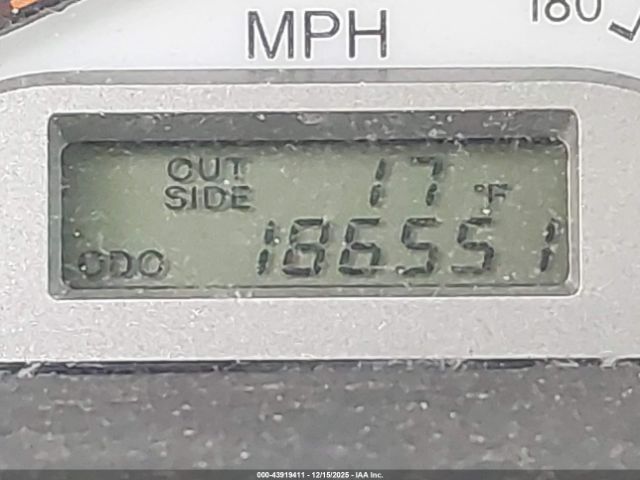 MPH
180
OUT
SIDE 17 °F
ODO 186551
000-43919411 - 12/15/2025 - IAA Inc.